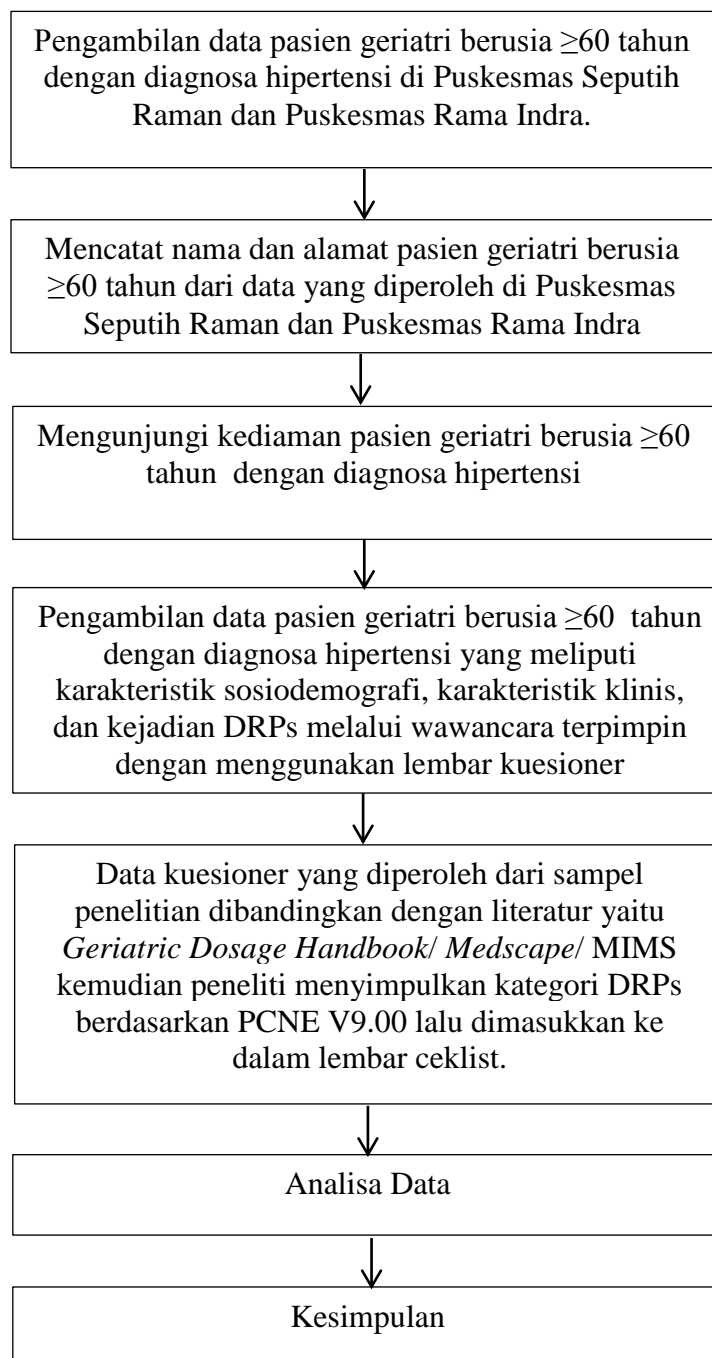 Pengambilan data pasien geriatri berusia ≥60 tahun
dengan diagnosa hipertensi di Puskesmas Seputih
Raman dan Puskesmas Rama Indra.
Mencatat nama dan alamat pasien geriatri berusia
≥60 tahun dari data yang diperoleh di Puskesmas
Seputih Raman dan Puskesmas Rama Indra
Mengunjungi kediaman pasien geriatri berusia ≥60
tahun dengan diagnosa hipertensi
Pengambilan data pasien geriatri berusia ≥60 tahun
dengan diagnosa hipertensi yang meliputi
karakteristik sosiodemografi, karakteristik klinis,
dan kejadian DRPs melalui wawancara terpimpin
dengan menggunakan lembar kuesioner
Data kuesioner yang diperoleh dari sampel
penelitian dibandingkan dengan literatur yaitu
Geriatric Dosage Handbook/ Medscape/ MIMS
kemudian peneliti menyimpulkan kategori DRPs
berdasarkan PCNE V9.00 lalu dimasukkan ke
dalam lembar ceklist.
Analisa Data
Kesimpulan